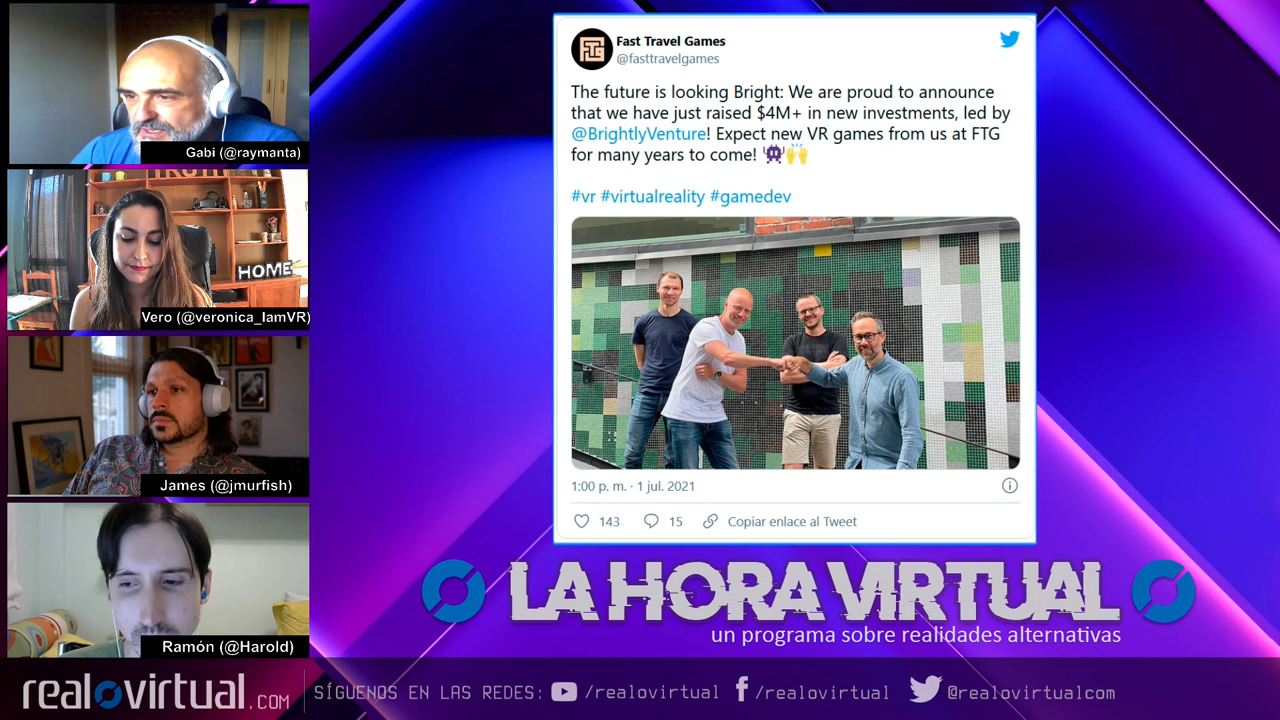 Gabi (@raymanta)
TRUTH
HOME
Vero (@veronica_IamVR)
James (@jmurfish)
Ramón (@Harold)
FTG
Fast Travel Games
@fasttravelgames
The future is looking Bright: We are proud to announce
that we have just raised $4M+ in new investments, led by
@BrightlyVenture! Expect new VR games from us at FTG
for many years to come! 👾🙌
#vr #virtualreality #gamedev
1:00 p. m. · 1 jul. 2021
143 15 Copiar enlace al Tweet
LA HORA VIRTUAL
un programa sobre realidades alternativas
realovirtual.COM
SÍGUENOS EN LAS REDES: /realovirtual /realovirtual @realovirtualcom